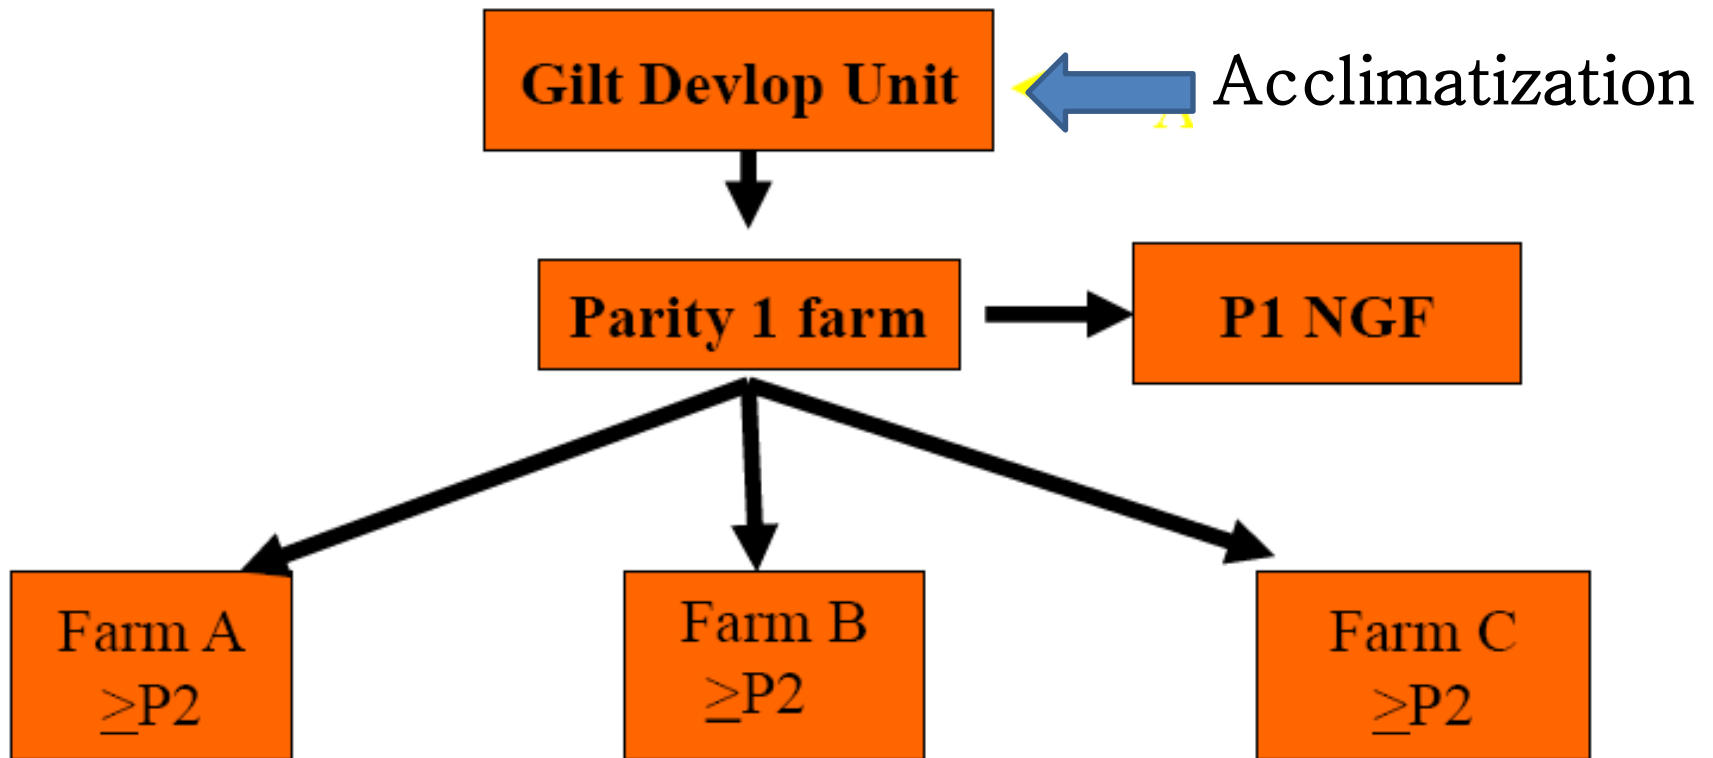 Gilt Devlop Unit
Acclimatization
Parity 1 farm
P1 NGF
Farm A
≥P2
Farm B
≥P2
Farm C
≥P2